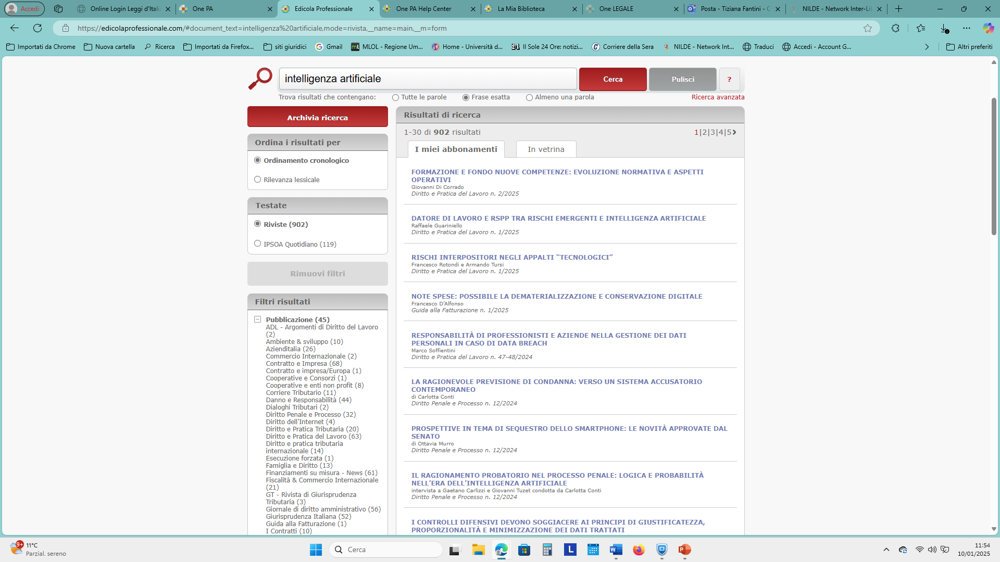 Accedi
Online Login Leggi d'Itali
One PA
Edicola Professionale
One PA Help Center
La Mia Biblioteca
One LEGALE
Posta - Tiziana Fantini - O
NILDE - Network Inter-Lib
https://edicolaprofessionale.com/#document_text=intelligenza%20artificiale,mode=rivista,__name=main,__m=form
Importati da Chrome
Nuova cartella
Ricerca
Importati da Firefox...
siti giuridici
Gmail
MLOL - Regione Um...
Home - Università d...
Il Sole 24 Ore: notizi...
Corriere della Sera
NILDE - Network Int...
Traduci
Accedi - Account G...
Altri preferiti
intelligenza artificiale
Cerca
Pulisci
?
Trova risultati che contengano:
Tutte le parole
Frase esatta
Almeno una parola
Ricerca avanzata
Archivia ricerca
Ordina i risultati per
Ordinamento cronologico
Rilevanza lessicale
Testate
Riviste (902)
IPSOA Quotidiano (119)
Rimuovi filtri
Filtri risultati
Pubblicazione (45)
ADL - Argomenti di Diritto del Lavoro
(2)
Ambiente & sviluppo (10)
Azienditalia (26)
Commercio Internazionale (2)
Contratto e Impresa (68)
Contratto e impresa/Europa (1)
Cooperative e Consorzi (1)
Cooperative e enti non profit (8)
Corriere Tributario (11)
Danno e Responsabilità (44)
Dialoghi Tributari (2)
Diritto Penale e Processo (32)
Diritto dell'Internet (4)
Diritto e Pratica Tributaria (20)
Diritto e Pratica del Lavoro (63)
Diritto e pratica tributaria
internazionale (14)
Esecuzione forzata (1)
Famiglia e Diritto (13)
Finanziamenti su misura - News (61)
Fiscalità & Commercio Internazionale
(21)
GT - Rivista di Giurisprudenza
Tributaria (3)
Giornale di diritto amministrativo (56)
Giurisprudenza Italiana (52)
Guida alla Fatturazione (1)
I Contratti (10)
Risultati di ricerca
1-30 di 902 risultati
1|2|3|4|5
I miei abbonamenti
In vetrina
FORMAZIONE E FONDO NUOVE COMPETENZE: EVOLUZIONE NORMATIVA E ASPETTI
OPERATIVI
Giovanni Di Corrado
Diritto e Pratica del Lavoro n. 2/2025
DATORE DI LAVORO E RSPP TRA RISCHI EMERGENTI E INTELLIGENZA ARTIFICIALE
Raffaele Guariniello
Diritto e Pratica del Lavoro n. 1/2025
RISCHI INTERPOSITORI NEGLI APPALTI “TECNOLOGICI”
Francesco Rotondi e Armando Tursi
Diritto e Pratica del Lavoro n. 1/2025
NOTE SPESE: POSSIBILE LA DEMATERIALIZZAZIONE E CONSERVAZIONE DIGITALE
Francesco D’Alfonso
Guida alla Fatturazione n. 1/2025
RESPONSABILITÀ DI PROFESSIONISTI E AZIENDE NELLA GESTIONE DEI DATI
PERSONALI IN CASO DI DATA BREACH
Marco Soffientini
Diritto e Pratica del Lavoro n. 47-48/2024
LA RAGIONEVOLE PREVISIONE DI CONDANNA: VERSO UN SISTEMA ACCUSATORIO
CONTEMPORANEO
di Carlotta Conti
Diritto Penale e Processo n. 12/2024
PROSPETTIVE IN TEMA DI SEQUESTRO DELLO SMARTPHONE: LE NOVITÀ APPROVATE DAL
SENATO
di Ottavia Murro
Diritto Penale e Processo n. 12/2024
IL RAGIONAMENTO PROBATORIO NEL PROCESSO PENALE: LOGICA E PROBABILITÀ
NELL’ERA DELL’INTELLIGENZA ARTIFICIALE
intervista a Gaetano Carlizzi e Giovanni Tuzet condotta da Carlotta Conti
Diritto Penale e Processo n. 12/2024
I CONTROLLI DIFENSIVI DEVONO SOGGIACERE AI PRINCIPI DI GIUSTIFICATEZZA,
PROPORZIONALITÀ E MINIMIZZAZIONE DEI DATI TRATTATI
9+
11°C
Parzial. sereno
Cerca
11:54
10/01/2025